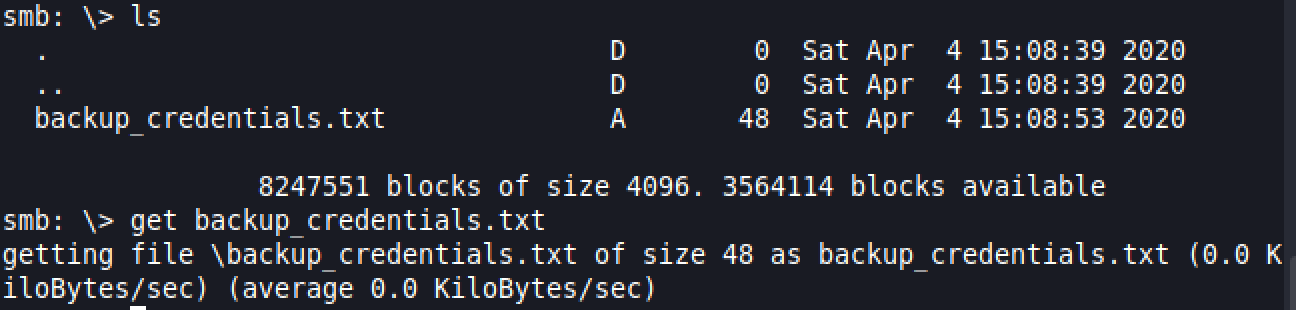 smb: \> ls
  .                                   D        0  Sat Apr  4 15:08:39 2020
  ..                                  D        0  Sat Apr  4 15:08:39 2020
  backup_credentials.txt              A       48  Sat Apr  4 15:08:53 2020

                8247551 blocks of size 4096. 3564114 blocks available
smb: \> get backup_credentials.txt
getting file \backup_credentials.txt of size 48 as backup_credentials.txt (0.0 K
iloBytes/sec) (average 0.0 KiloBytes/sec)